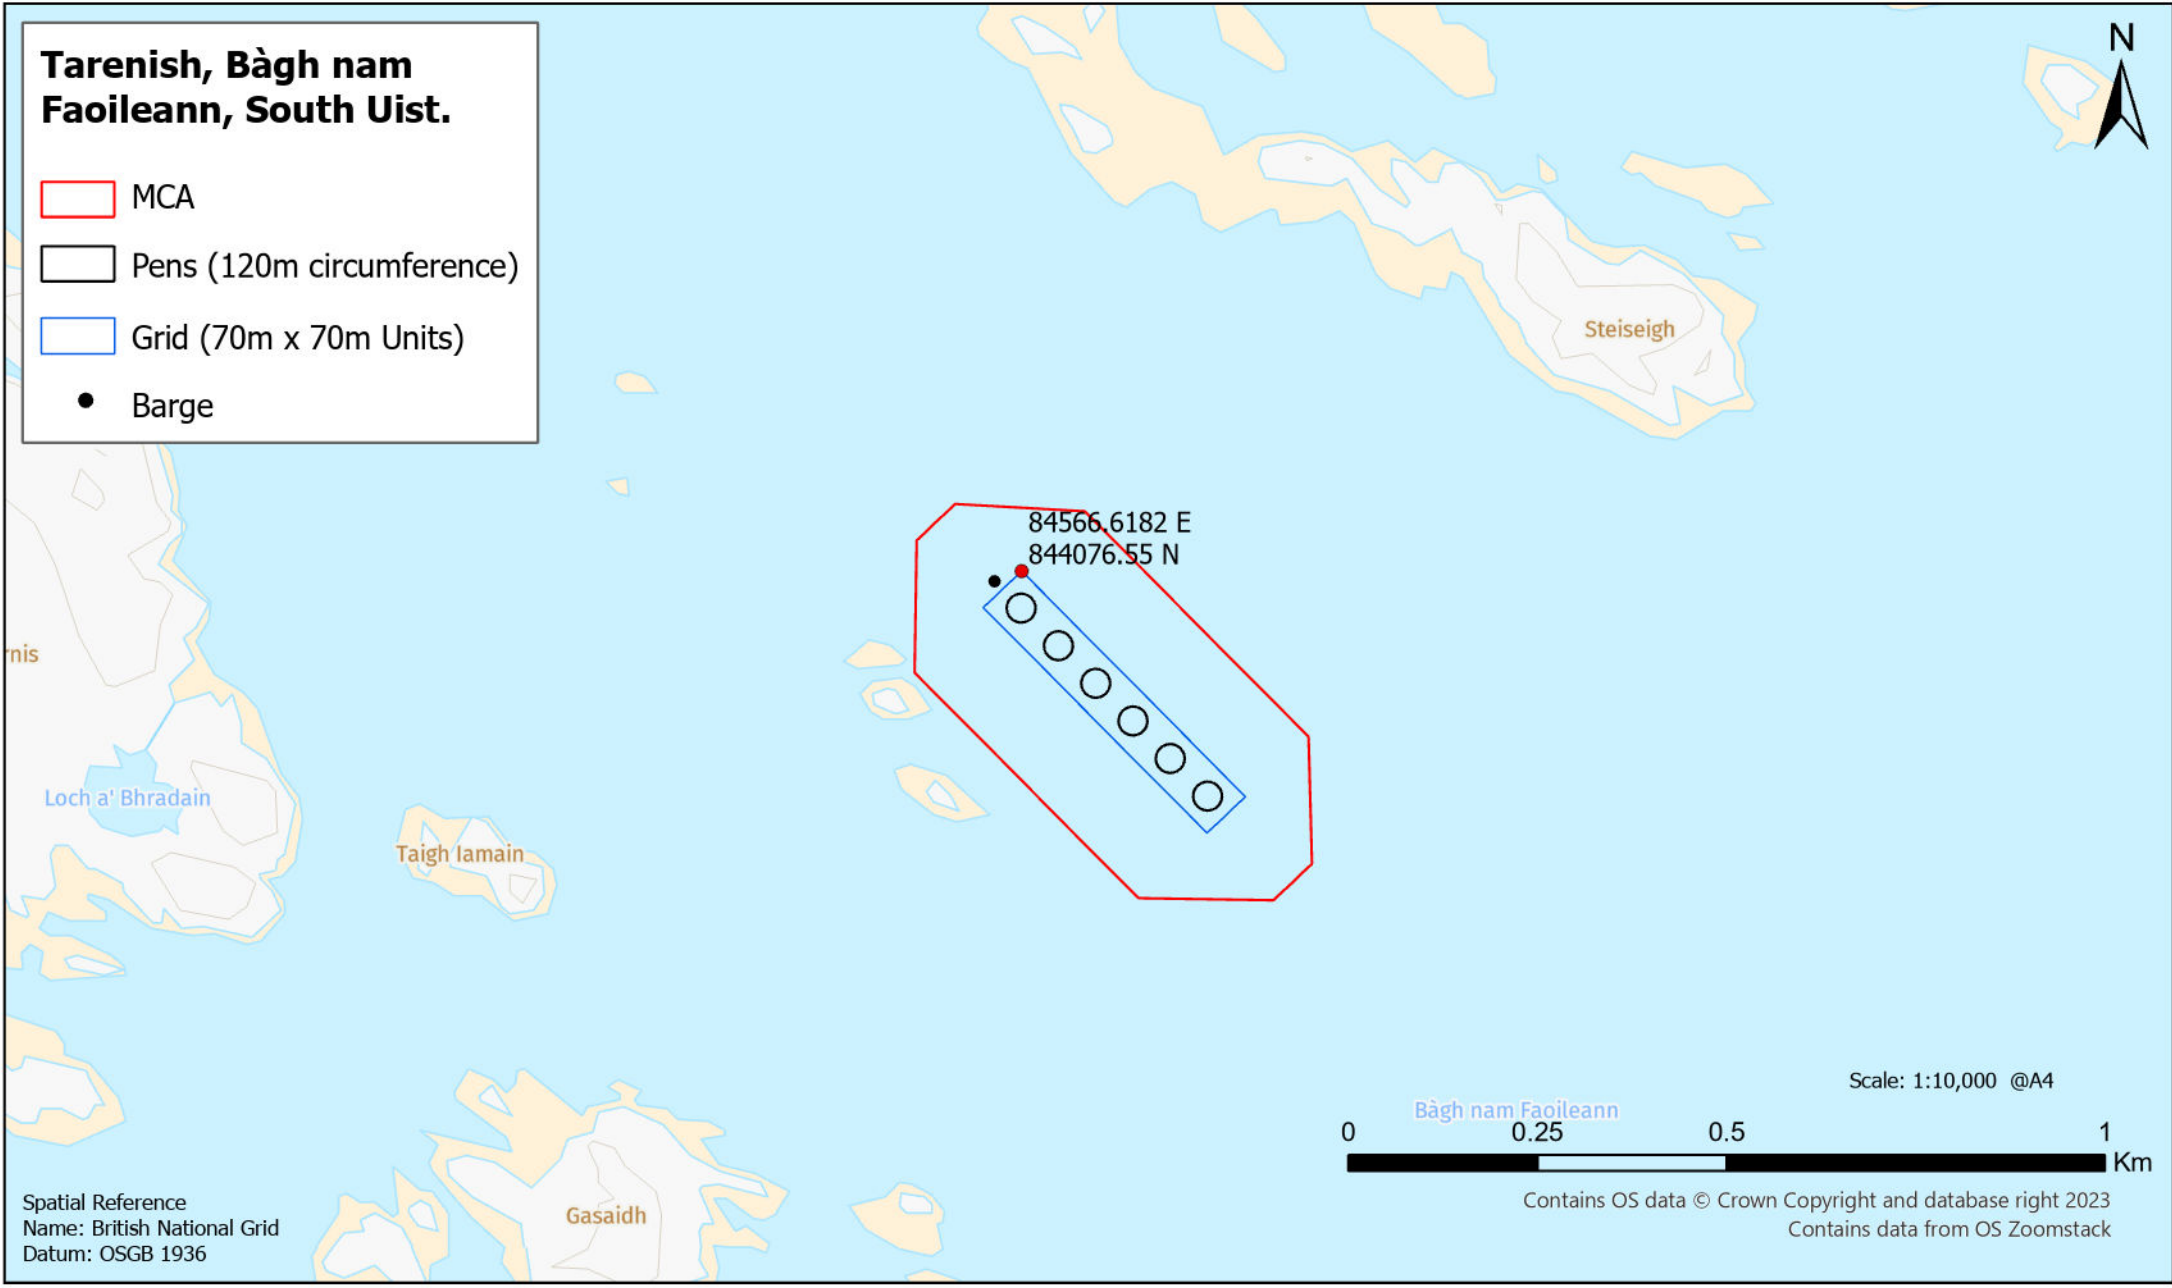 Tarenish, Bàgh nam
Faoileann, South Uist.
MCA
Pens (120m circumference)
Grid (70m x 70m Units)
Barge
N
Steiseigh
84566.6182 E
844076.55 N
rnis
Loch a' Bhradain
Taigh Iamain
Gasaidh
Scale: 1:10,000 @A4
Bàgh nam Faoileann
0 0.25 0.5 1
Km
Spatial Reference
Name: British National Grid
Datum: OSGB 1936
Contains OS data © Crown Copyright and database right 2023
Contains data from OS Zoomstack